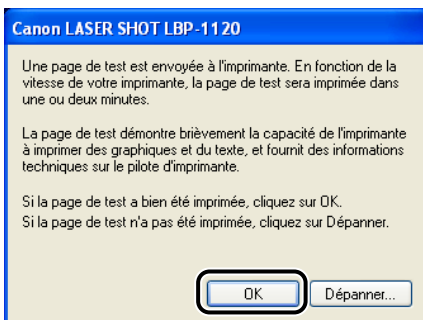 Canon LASER SHOT LBP-1120
Une page de test est envoyée à l'imprimante. En fonction de la
vitesse de votre imprimante, la page de test sera imprimée dans
une ou deux minutes.
La page de test démontre brièvement la capacité de l'imprimante
à imprimer des graphiques et du texte, et fournit des informations
techniques sur le pilote d'imprimante.
Si la page de test a bien été imprimée, cliquez sur OK.
Si la page de test n'a pas été imprimée, cliquez sur Dépanner.
OK Dépanner...